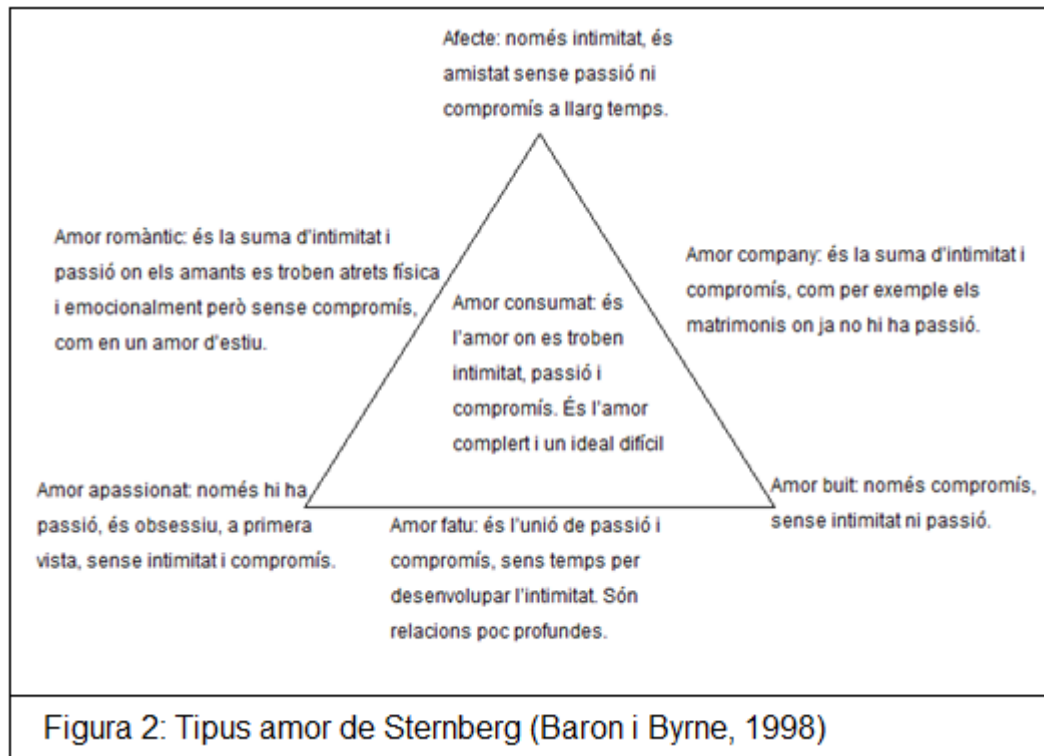 Afecte: només intimitat, és
amistat sense passió ni
compromís a llarg temps.
Amor romàntic: és la suma d'intimitat i
passió on els amants es troben atrets física
i emocionalment però sense compromís,
com en un amor d'estiu.
Amor company: és la suma d'intimitat i
compromís, com per exemple els
matrimonis on ja no hi ha passió.
Amor consumat: és
l'amor on es troben
intimitat, passió i
compromís. És l'amor
complert i un ideal difícil
Amor apassionat: només hi ha
passió, és obsessiu, a primera
vista, sense intimitat i compromís.
Amor fatu: és l'unió de passió i
compromís, sens temps per
desenvolupar l'intimitat. Són
relacions poc profundes.
Amor buit: només compromís,
sense intimitat ni passió.
Figura 2: Tipus amor de Sternberg (Baron i Byrne, 1998)